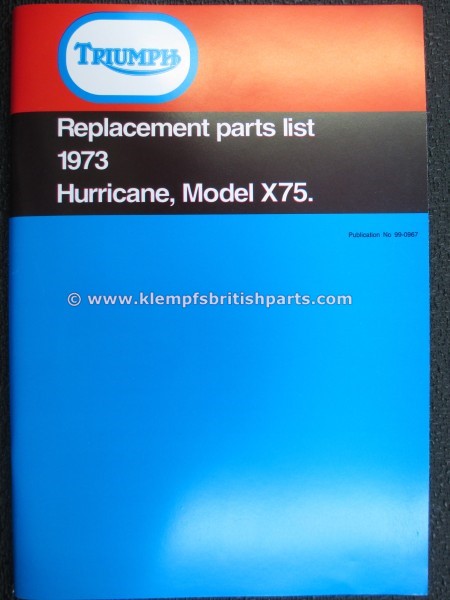 TRIUMPH
Replacement parts list
1973
Hurricane, Model X75.
Publication No 99-0967
© www.klempfsbritishparts.com